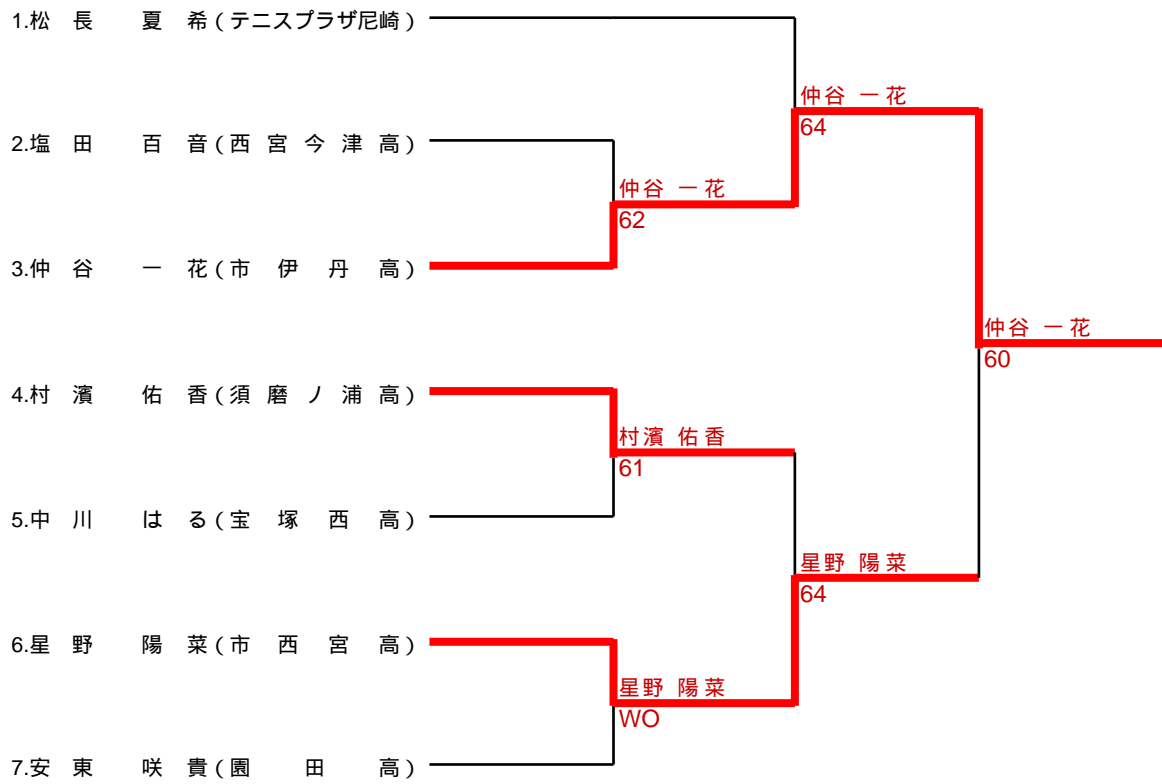 1.松長 夏希(テニスプラザ尼崎)
仲谷 一花
64
2.塩田 百音(西宮今津高)
仲谷 一花
62
3.仲谷 一花(市伊丹高)
仲谷 一花
60
4.村濱 佑香(須磨ノ浦高)
村濱 佑香
61
5.中川 はる(宝塚西高)
星野 陽菜
64
6.星野 陽菜(市西宮高)
星野 陽菜
WO
7.安東 咲貴(園田高)